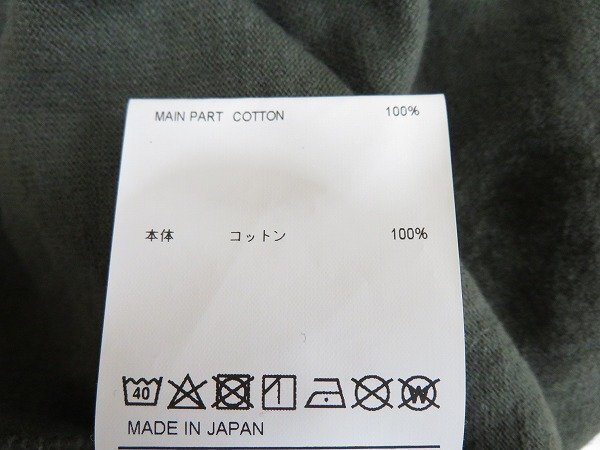 MAIN PART COTTON 100%
本体 コットン 100%
40 W
MADE IN JAPAN